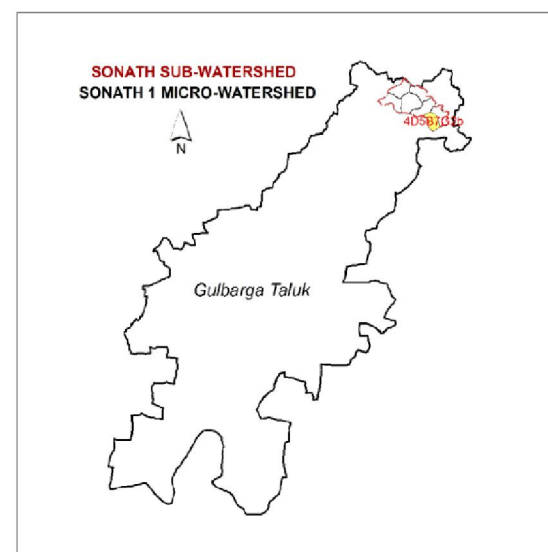 SONATH SUB-WATERSHED
SONATH 1 MICRO-WATERSHED
N
Gulbarga Taluk